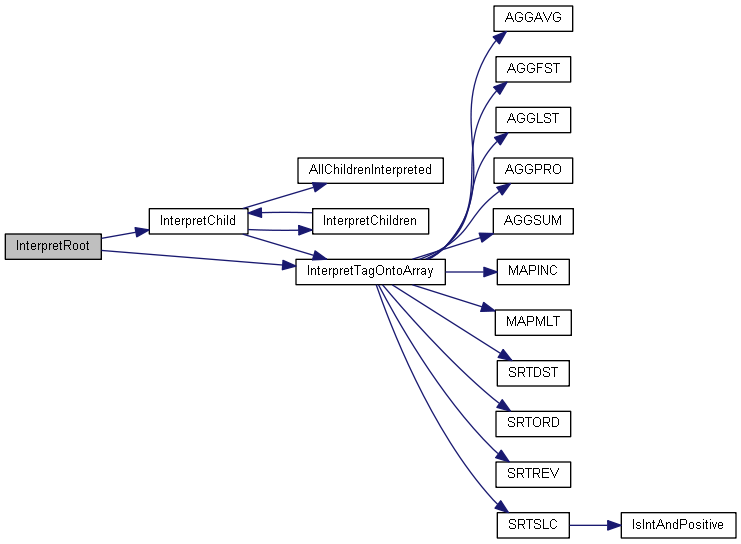 AGGAVG
AGGFST
AGGLST
AllChildrenInterpreted
AGGPRO
InterpretChild
InterpretChildren
AGGSUM
InterpretRoot
InterpretTagOntoArray
MAPINC
MAPMLT
SRTDST
SRTORD
SRTREV
SRTSLC
IsIntAndPositive